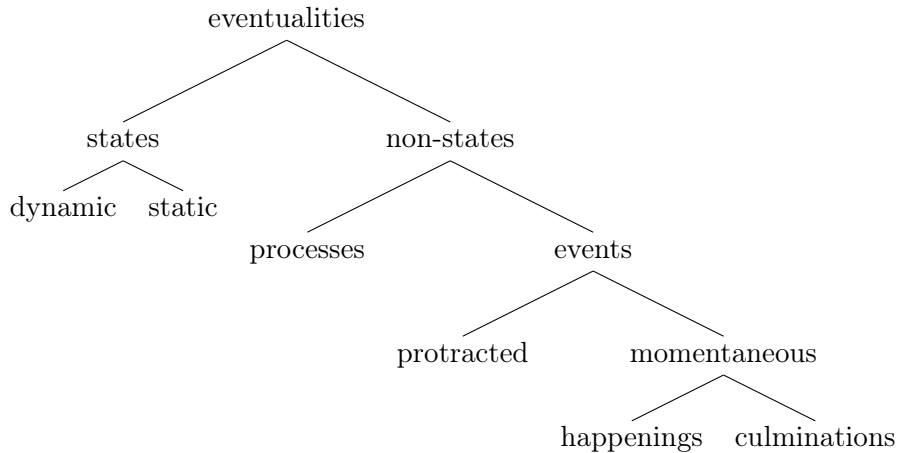 eventualities
states non-states
dynamic static
processes events
protracted momentaneous
happenings culminations